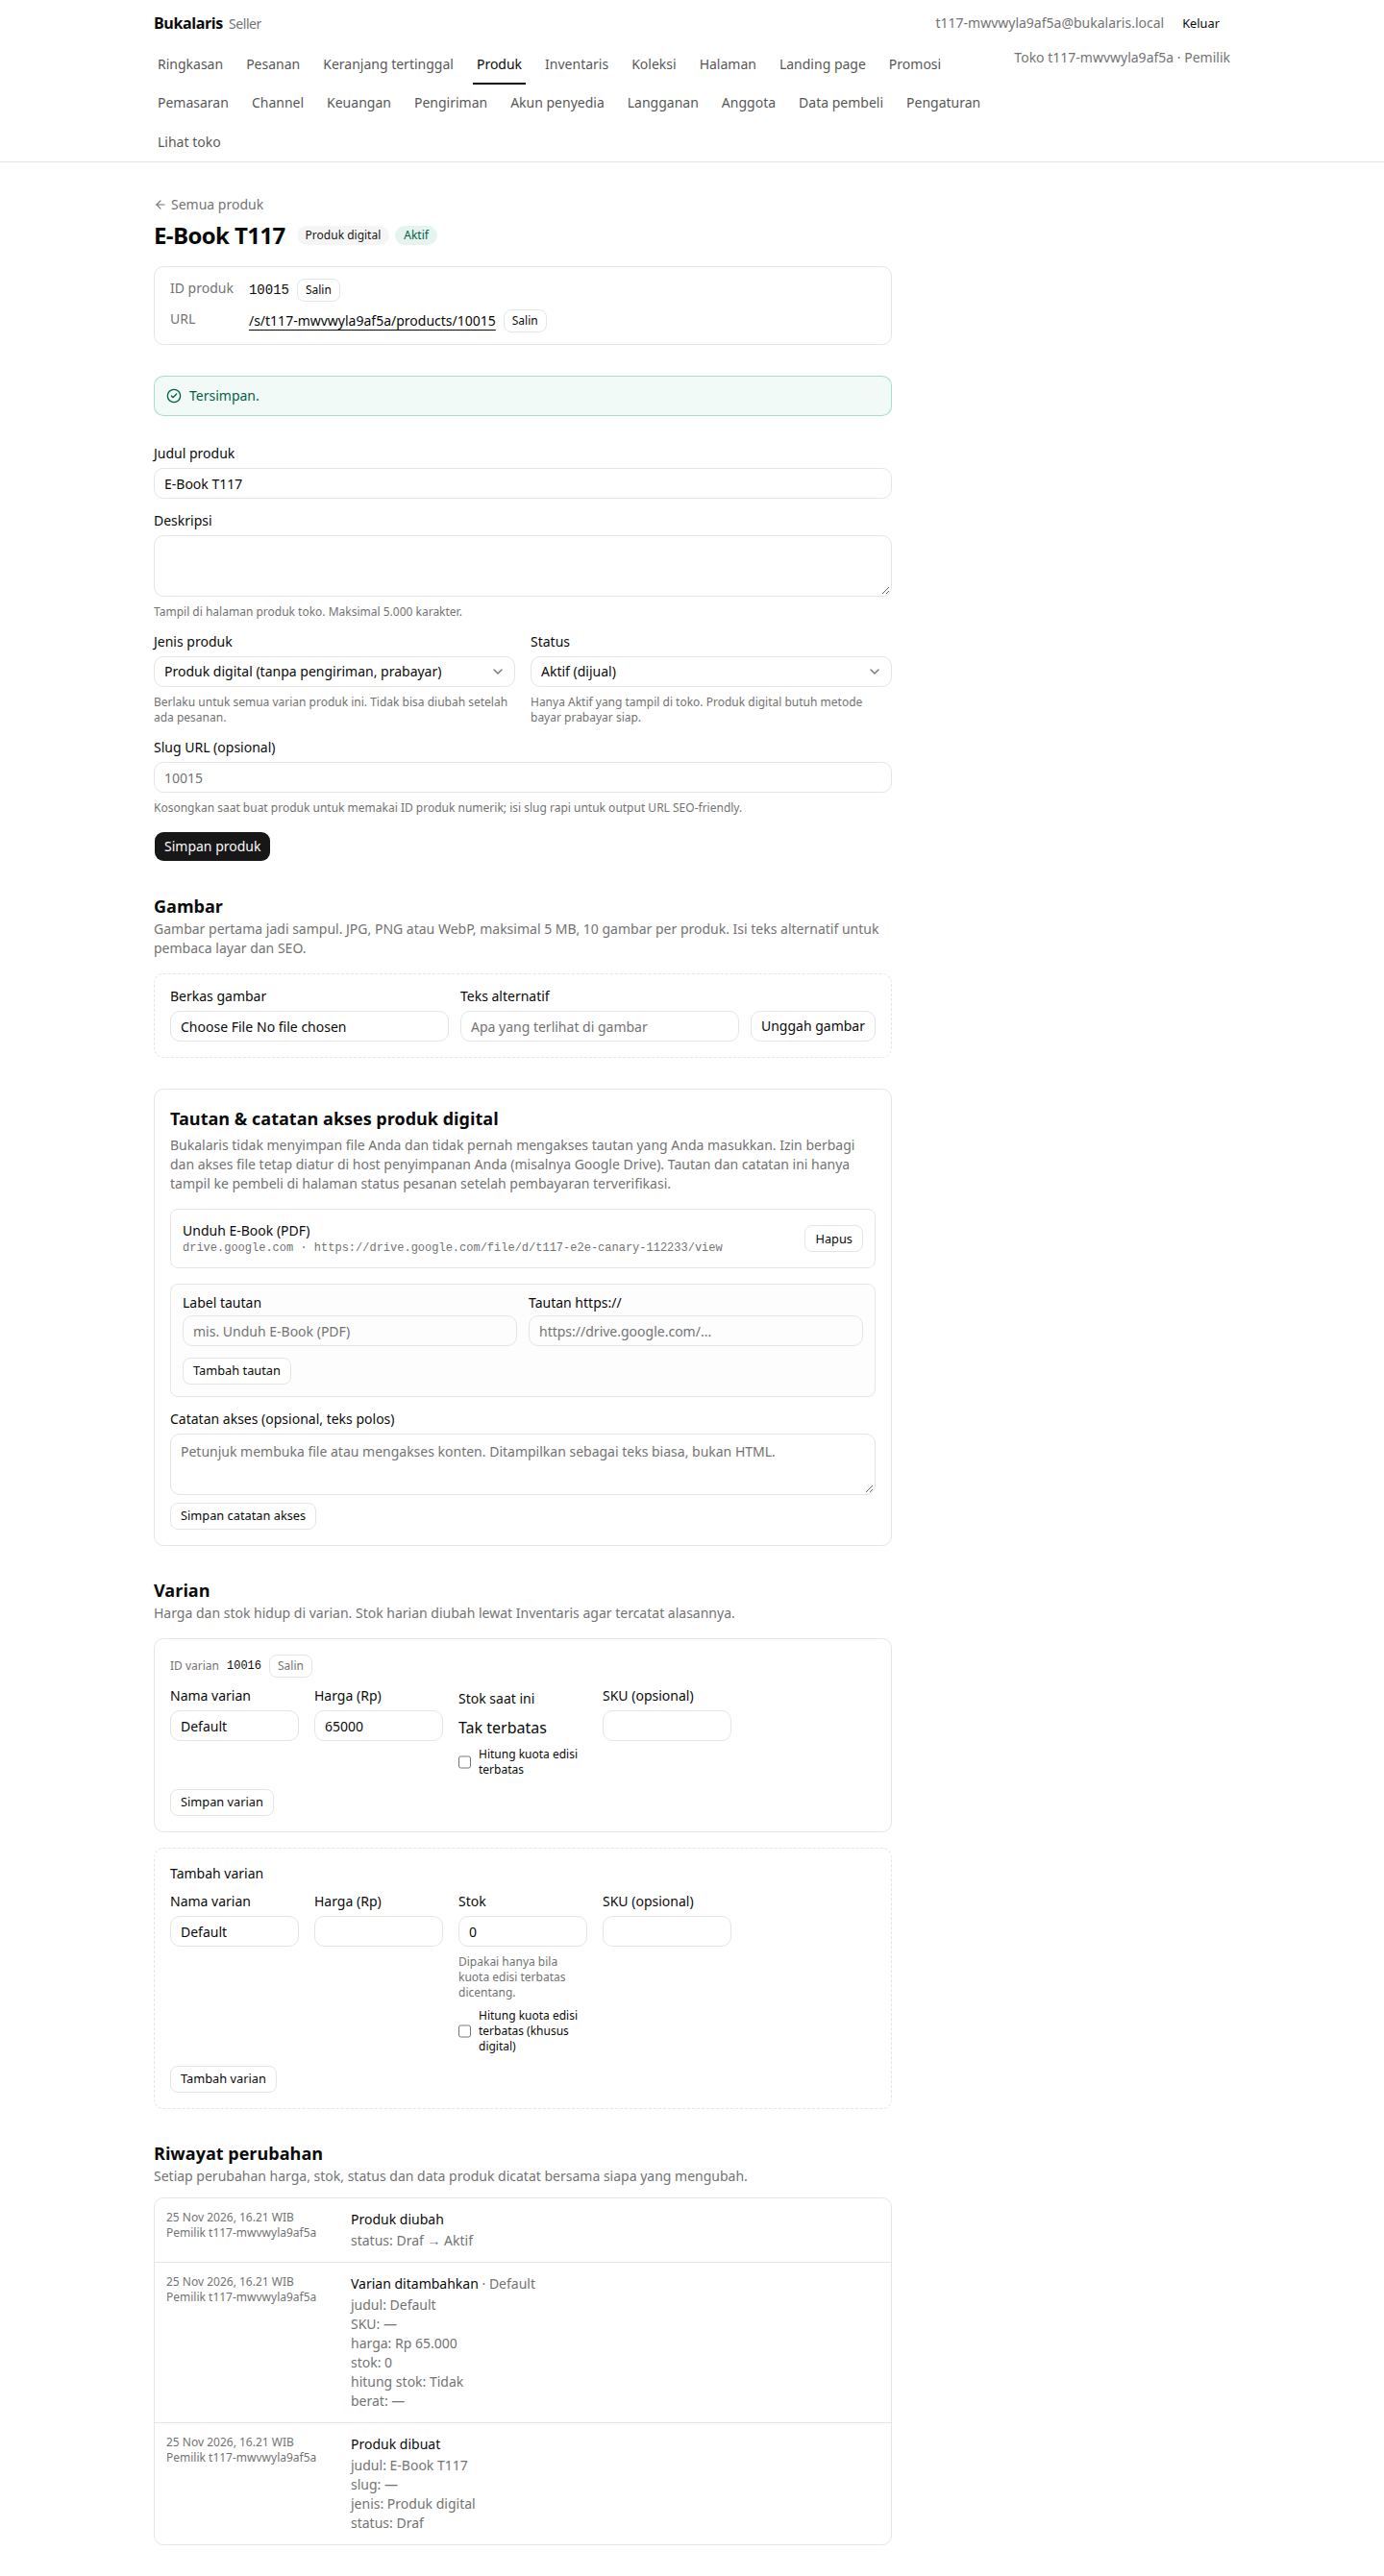 Bukalaris Seller
t117-mwvwyla9af5a@bukalaris.local Keluar
Ringkasan Pesanan Keranjang tertinggal Produk Inventaris Koleksi Halaman Landing page Promosi
Toko t117-mwvwyla9af5a · Pemilik
Pemasaran Channel Keuangan Pengiriman Akun penyedia Langganan Anggota Data pembeli Pengaturan
Lihat toko
← Semua produk
E-Book T117 Produk digital Aktif
ID produk 10015 Salin
URL /s/t117-mwvwyla9af5a/products/10015 Salin
Tersimpan.
Judul produk
E-Book T117
Deskripsi
Tampil di halaman produk toko. Maksimal 5.000 karakter.
Jenis produk Status
Produk digital (tanpa pengiriman, prabayar) Aktif (dijual)
Berlaku untuk semua varian produk ini. Tidak bisa diubah setelah
ada pesanan.
Hanya Aktif yang tampil di toko. Produk digital butuh metode
bayar prabayar siap.
Slug URL (opsional)
10015
Kosongkan saat buat produk untuk memakai ID produk numerik; isi slug rapi untuk output URL SEO-friendly.
Simpan produk
Gambar
Gambar pertama jadi sampul. JPG, PNG atau WebP, maksimal 5 MB, 10 gambar per produk. Isi teks alternatif untuk
pembaca layar dan SEO.
Berkas gambar Teks alternatif
Choose File No file chosen Apa yang terlihat di gambar Unggah gambar
Tautan & catatan akses produk digital
Bukalaris tidak menyimpan file Anda dan tidak pernah mengakses tautan yang Anda masukkan. Izin berbagi
dan akses file tetap diatur di host penyimpanan Anda (misalnya Google Drive). Tautan dan catatan ini hanya
tampil ke pembeli di halaman status pesanan setelah pembayaran terverifikasi.
Unduh E-Book (PDF)
drive.google.com · https://drive.google.com/file/d/t117-e2e-canary-112233/view
Hapus
Label tautan Tautan https://
mis. Unduh E-Book (PDF) https://drive.google.com/...
Tambah tautan
Catatan akses (opsional, teks polos)
Petunjuk membuka file atau mengakses konten. Ditampilkan sebagai teks biasa, bukan HTML.
Simpan catatan akses
Varian
Harga dan stok hidup di varian. Stok harian diubah lewat Inventaris agar tercatat alasannya.
ID varian 10016 Salin
Nama varian Harga (Rp) Stok saat ini SKU (opsional)
Default 65000 Tak terbatas
Hitung kuota edisi
terbatas
Simpan varian
Tambah varian
Nama varian Harga (Rp) Stok SKU (opsional)
Default 0
Dipakai hanya bila
kuota edisi terbatas
dicentang.
Hitung kuota edisi
terbatas (khusus
digital)
Tambah varian
Riwayat perubahan
Setiap perubahan harga, stok, status dan data produk dicatat bersama siapa yang mengubah.
25 Nov 2026, 16.21 WIB
Pemilik t117-mwvwyla9af5a
Produk diubah
status: Draf → Aktif
25 Nov 2026, 16.21 WIB
Pemilik t117-mwvwyla9af5a
Varian ditambahkan · Default
judul: Default
SKU: —
harga: Rp 65.000
stok: 0
hitung stok: Tidak
berat: —
25 Nov 2026, 16.21 WIB
Pemilik t117-mwvwyla9af5a
Produk dibuat
judul: E-Book T117
slug: —
jenis: Produk digital
status: Draf